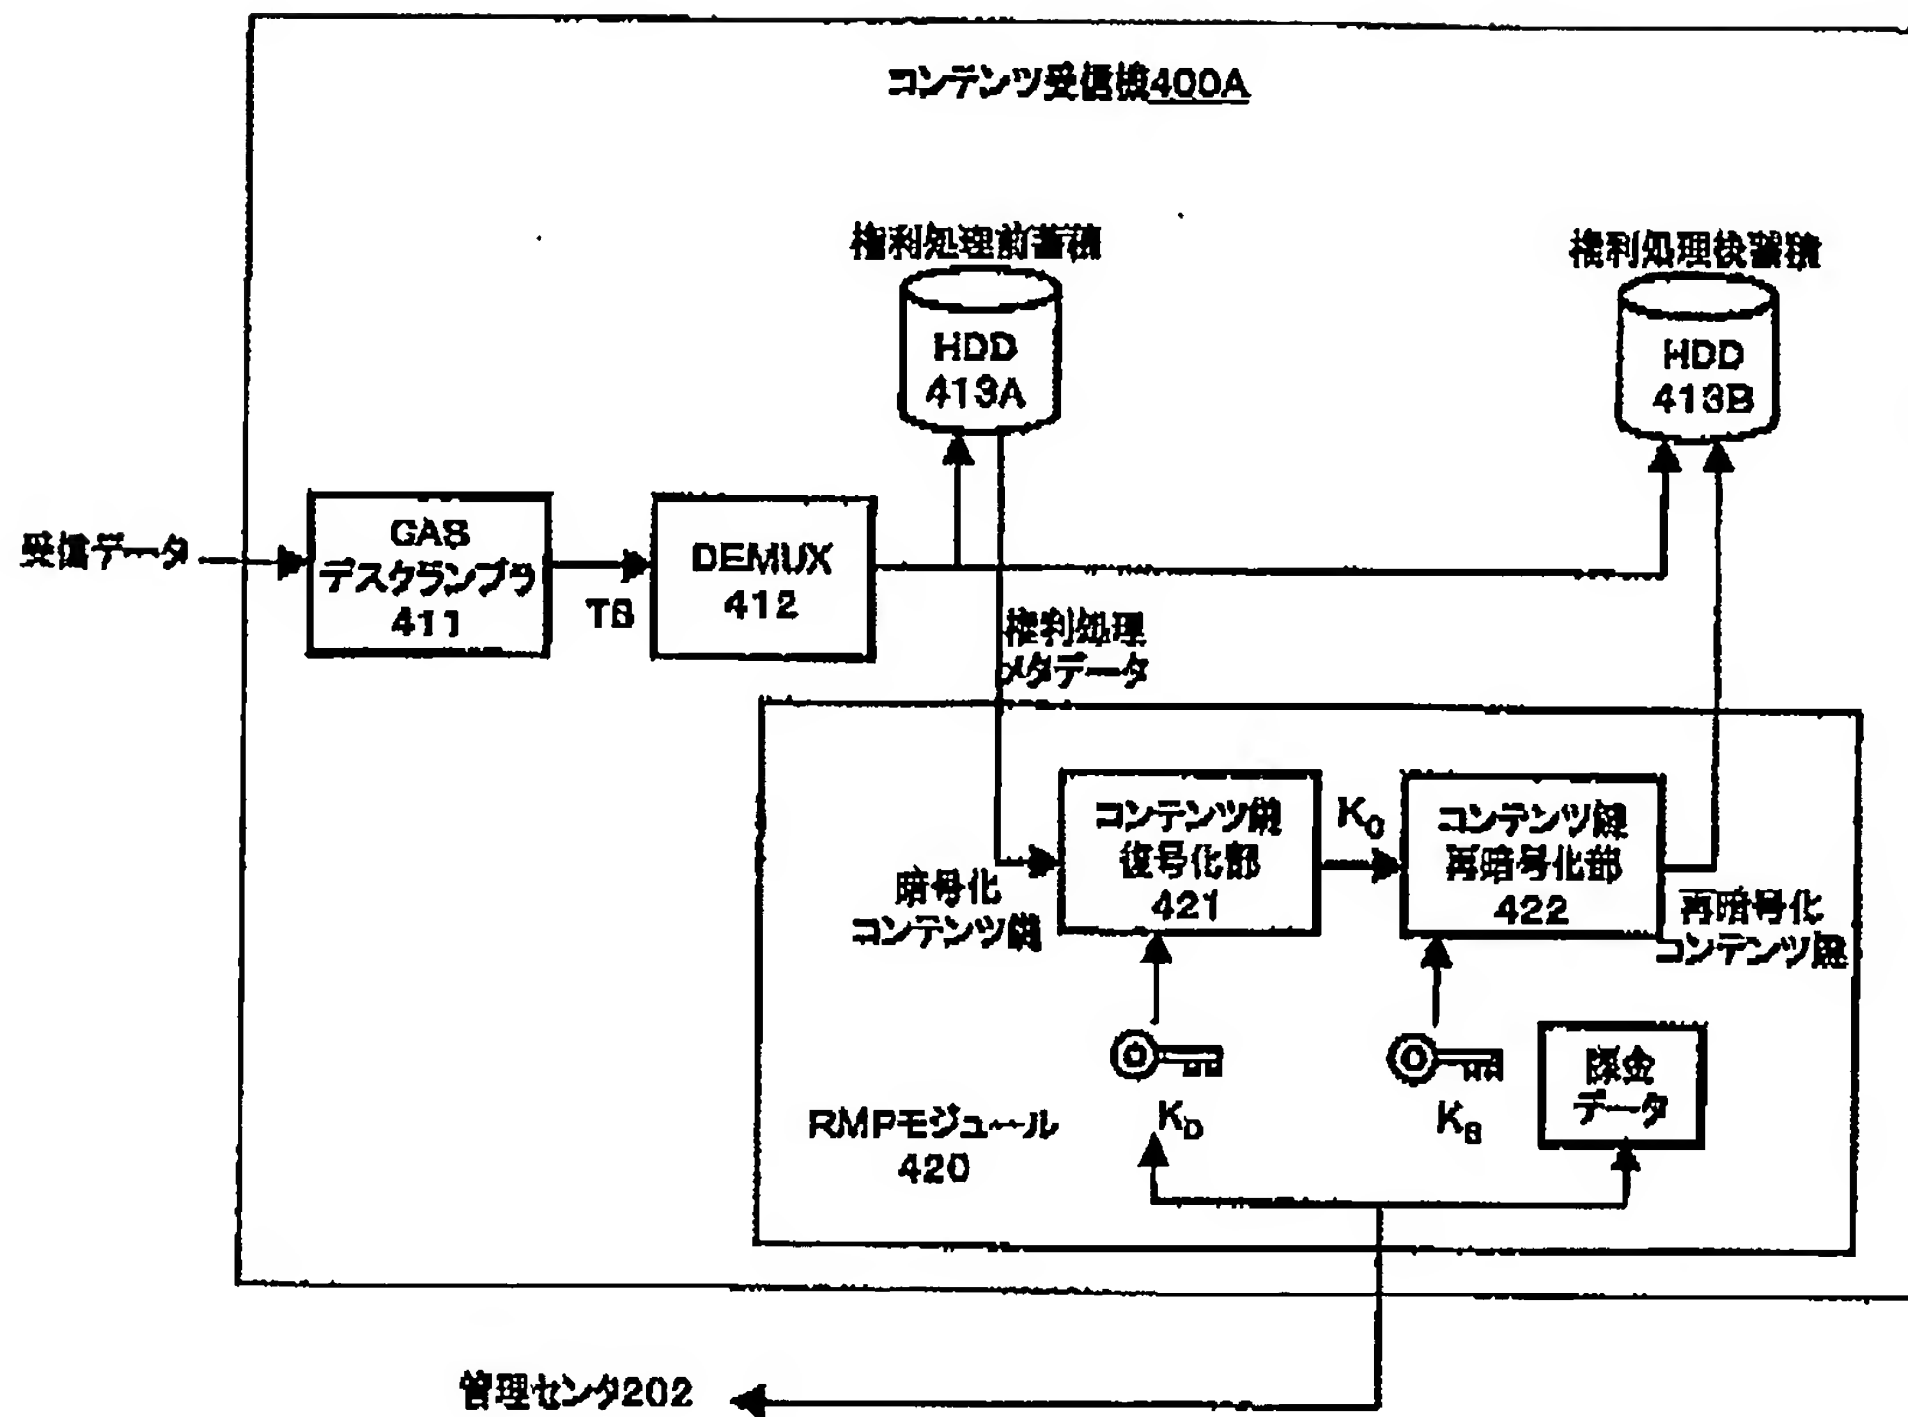 コンテンツ受信機400A
権利処理前蓄積
権利処理後蓄積
HDD
413A
HDD
413B
受信データ
CAS
デスクランブラ
411
TS
DEMUX
412
権利処理
メタデータ
コンテンツ鍵
復号化部
421
KC
コンテンツ鍵
再暗号化部
422
暗号化
コンテンツ鍵
再暗号化
コンテンツ鍵
KD
KS
課金
データ
RMPモジュール
420
管理センタ202